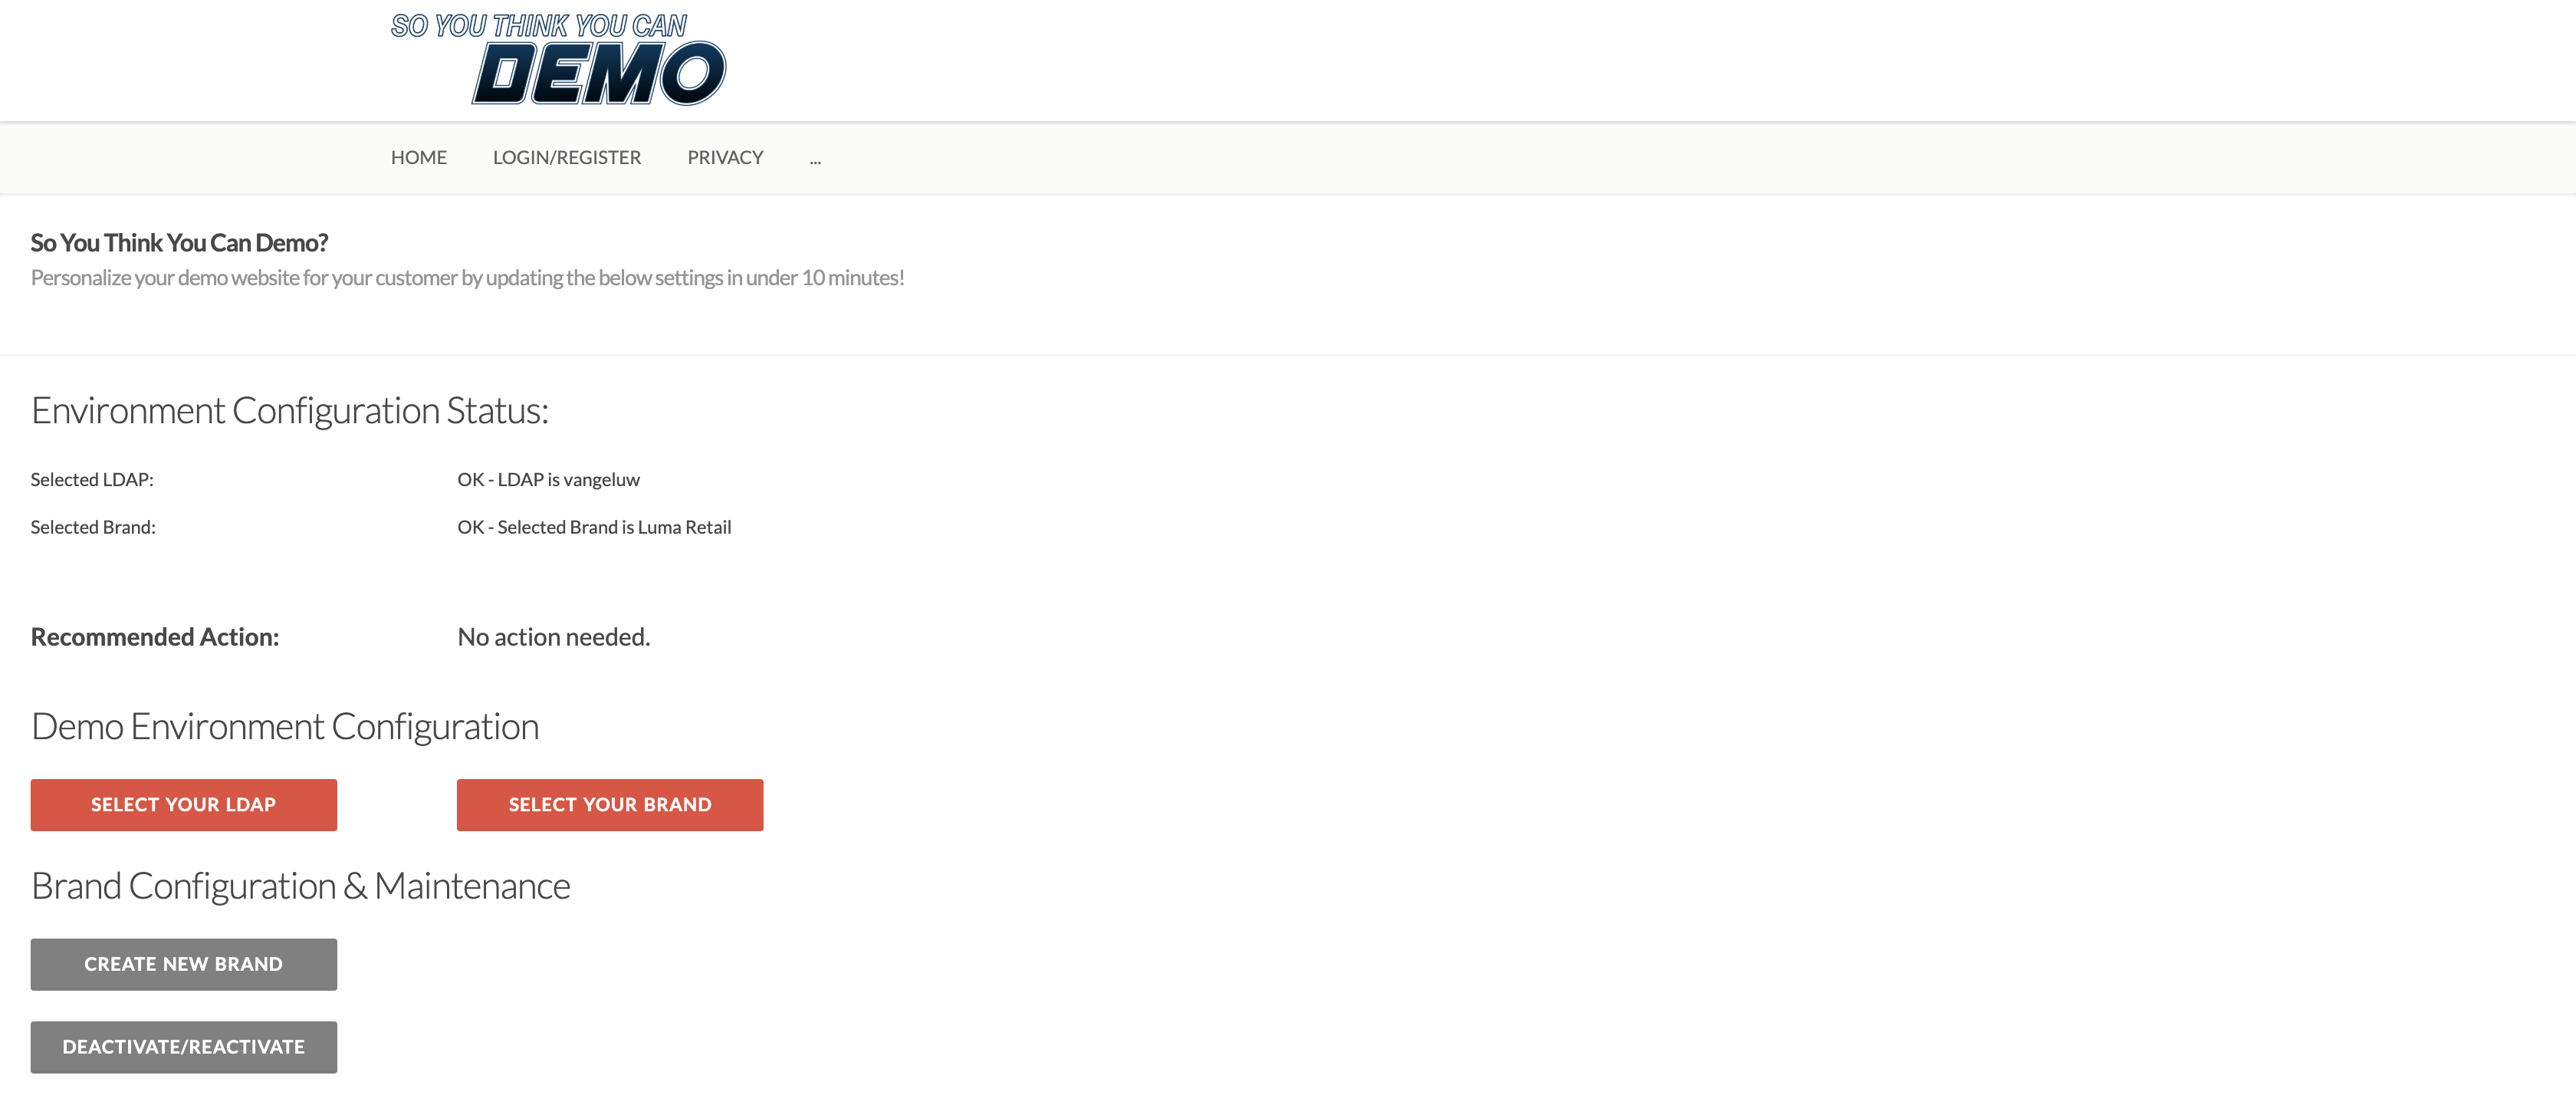 SO YOU THINK YOU CAN
DEMO
HOME LOGIN/REGISTER PRIVACY ...
So You Think You Can Demo?
Personalize your demo website for your customer by updating the below settings in under 10 minutes!
Environment Configuration Status:
Selected LDAP: OK - LDAP is vangeluw
Selected Brand: OK - Selected Brand is Luma Retail
Recommended Action: No action needed.
Demo Environment Configuration
SELECT YOUR LDAP SELECT YOUR BRAND
Brand Configuration & Maintenance
CREATE NEW BRAND
DEACTIVATE/REACTIVATE